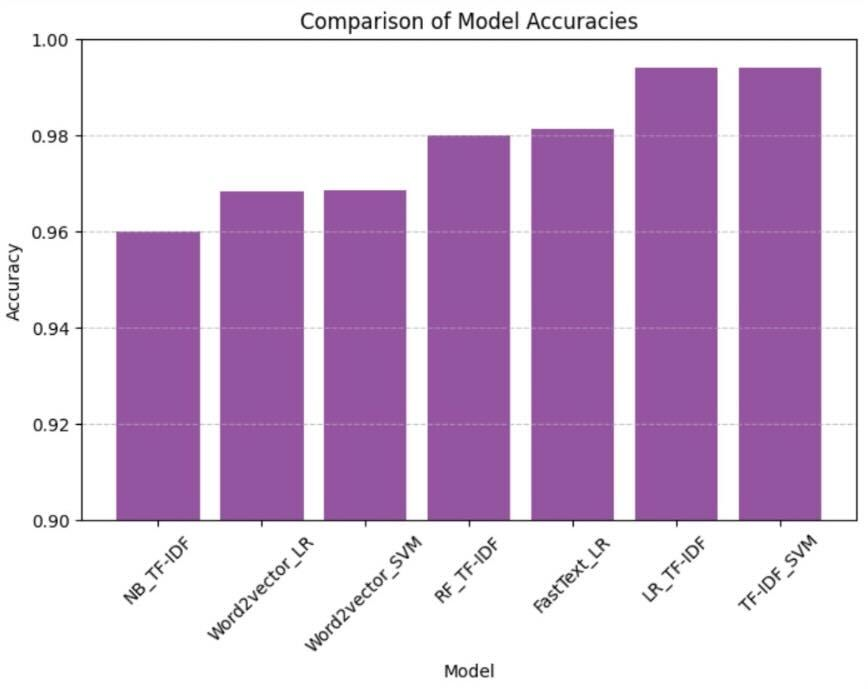 Comparison of Model Accuracies
1.00
0.98
0.96
0.94
0.92
0.90
Accuracy
NB_TF-IDF
Word2vector_LR
Word2vector_SVM
RF_TF-IDF
FastText_LR
LR_TF-IDF
TF-IDF_SVM
Model